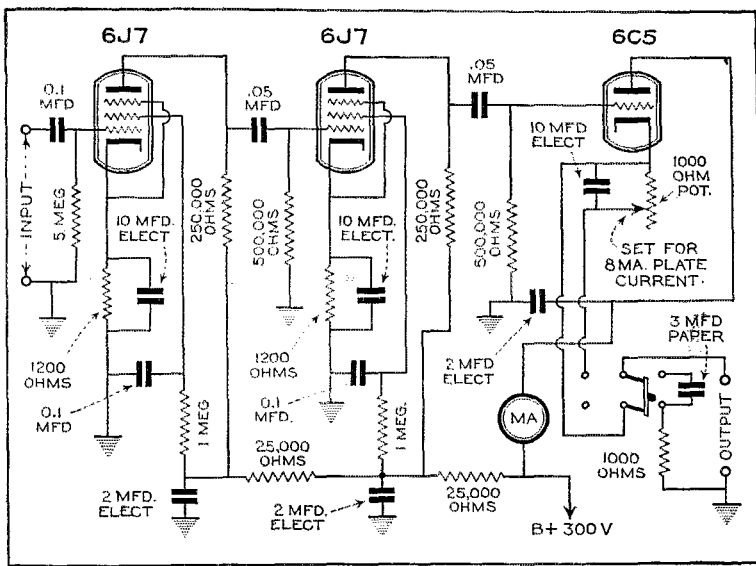 6J7
6J7
6C5
0.1
MFD
.05
MFD
.05
MFD
INPUT
5 MEG.
10 MFD.
ELECT.
250,000
OHMS
500,000
OHMS
10 MFD.
ELECT.
250,000
OHMS
10 MFD
ELECT
500,000
OHMS
1000
OHM
POT.
SET FOR
8 MA. PLATE
CURRENT.
1200
OHMS
0.1
MFD
1 MEG
1200
OHMS
0.1
MFD.
1 MEG.
2 MFD
ELECT
MA
3 MFD
PAPER
1000
OHMS
OUTPUT
25,000
OHMS
25,000
OHMS
2 MFD.
ELECT
2 MFD.
ELECT
B+ 300 V